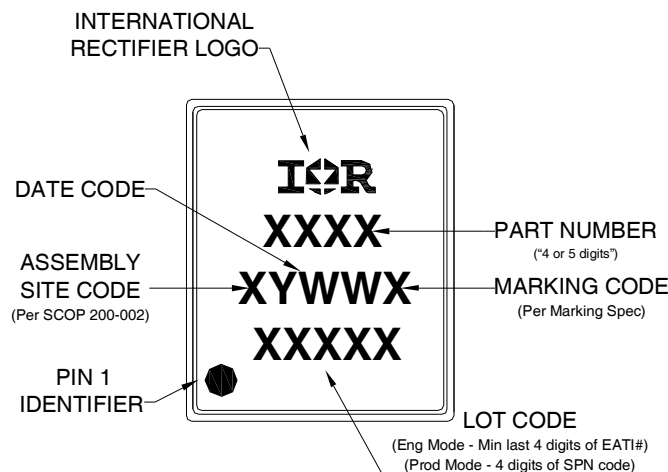 INTERNATIONAL
RECTIFIER LOGO
IOR
DATE CODE
XXXX
PART NUMBER
(“4 or 5 digits”)
ASSEMBLY
SITE CODE
(Per SCOP 200-002)
XYWWX
MARKING CODE
(Per Marking Spec)
XXXXX
PIN 1
IDENTIFIER
LOT CODE
(Eng Mode - Min last 4 digits of EATI#)
(Prod Mode - 4 digits of SPN code)